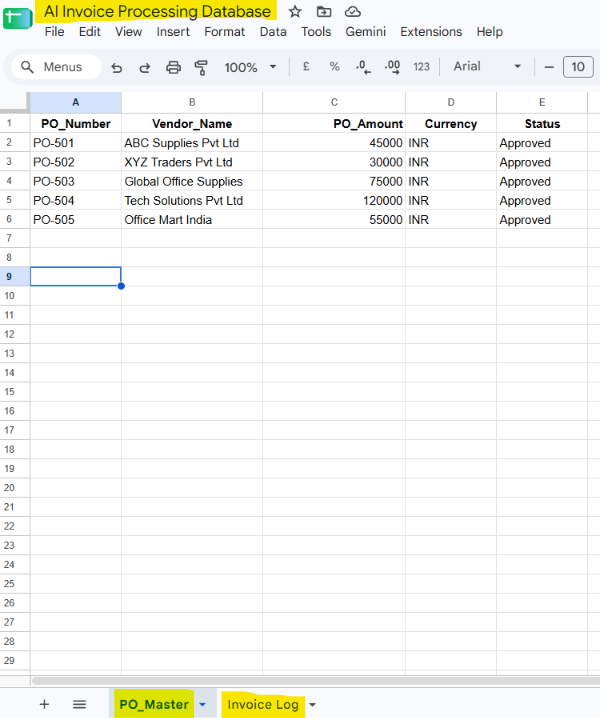 AI Invoice Processing Database
File Edit View Insert Format Data Tools Gemini Extensions Help
Menus 100% £ % .0 .00 123 Arial 10
A B C D E
1 PO_Number Vendor_Name PO_Amount Currency Status
2 PO-501 ABC Supplies Pvt Ltd 45000 INR Approved
3 PO-502 XYZ Traders Pvt Ltd 30000 INR Approved
4 PO-503 Global Office Supplies 75000 INR Approved
5 PO-504 Tech Solutions Pvt Ltd 120000 INR Approved
6 PO-505 Office Mart India 55000 INR Approved
7
8
9
10
11
12
13
14
15
16
17
18
19
20
21
22
23
24
25
26
27
28
29
PO_Master Invoice Log